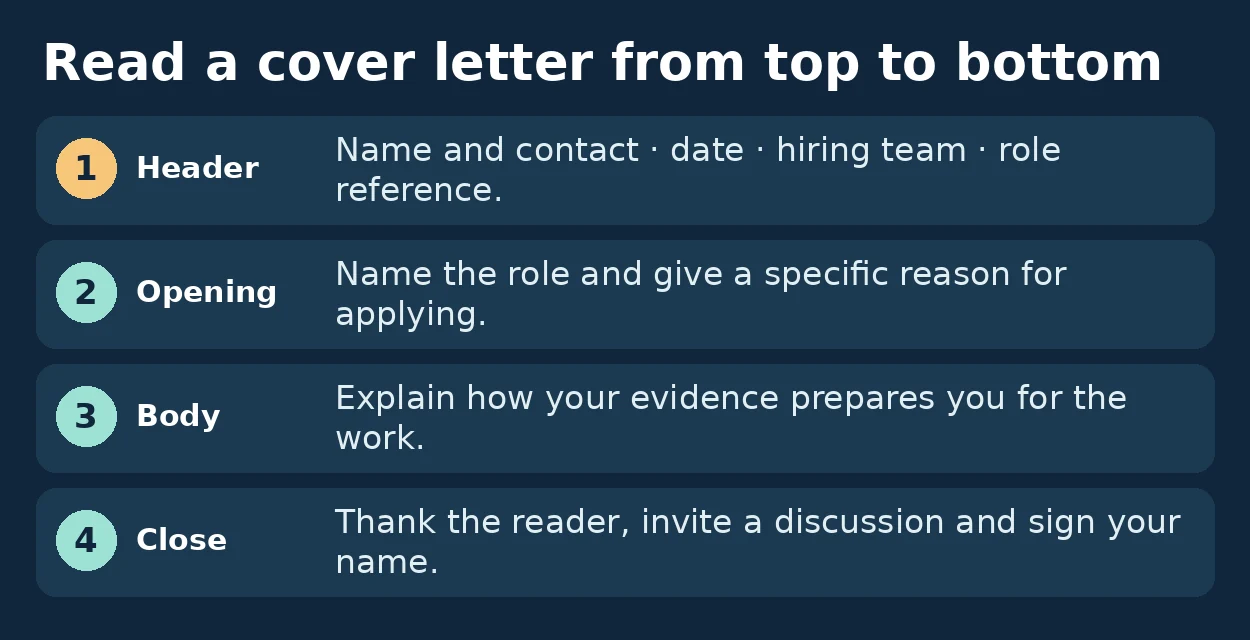 Read a cover letter from top to bottom
1 Header
Name and contact · date · hiring team · role
reference.
2 Opening
Name the role and give a specific reason for
applying.
3 Body
Explain how your evidence prepares you for the
work.
4 Close
Thank the reader, invite a discussion and sign your
name.